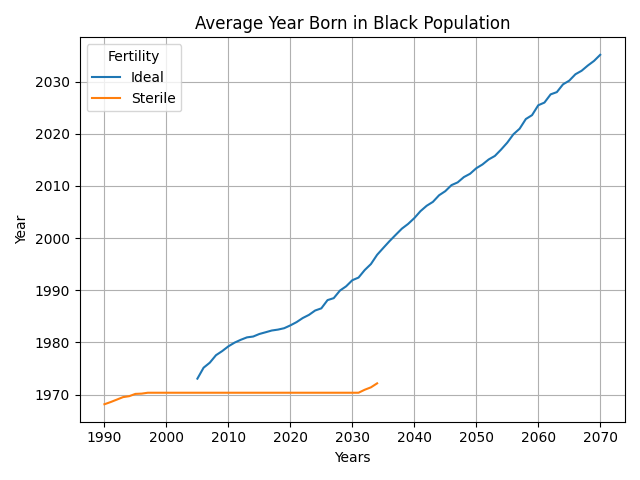 Average Year Born in Black Population
Fertility
Ideal
Sterile
Year
2030
2020
2010
2000
1990
1980
1970
1990 2000 2010 2020 2030 2040 2050 2060 2070
Years